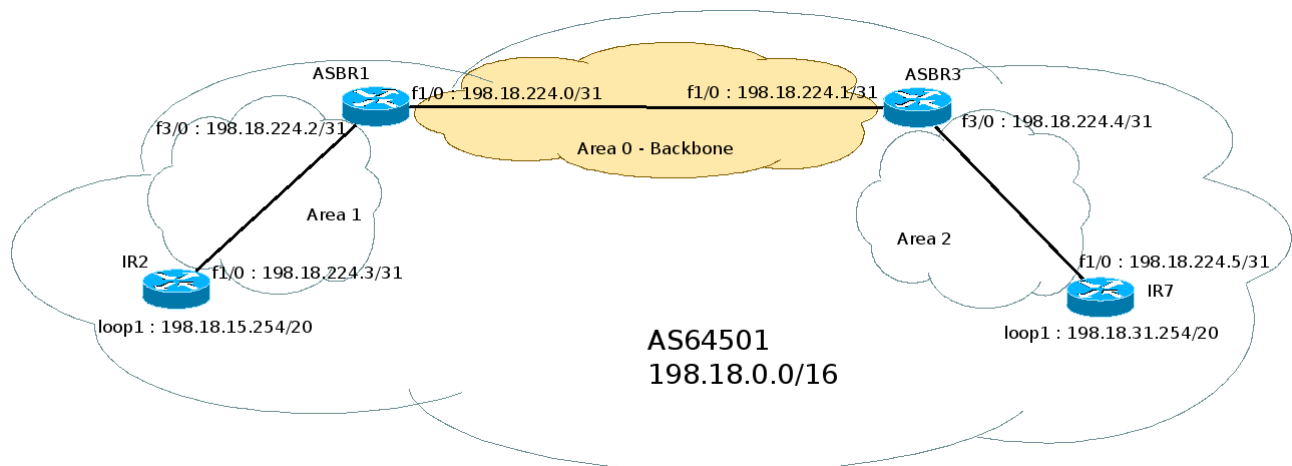 ASBR1
ASBR3
f1/0 : 198.18.224.0/31
f1/0 : 198.18.224.1/31
f3/0 : 198.18.224.2/31
f3/0 : 198.18.224.4/31
Area 0 - Backbone
Area 1
Area 2
IR2
f1/0 : 198.18.224.3/31
f1/0 : 198.18.224.5/31
IR7
loop1 : 198.18.15.254/20
loop1 : 198.18.31.254/20
AS64501
198.18.0.0/16